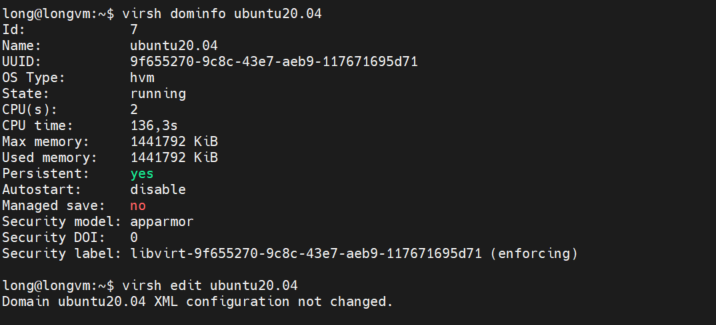 long@longvm:~$ virsh dominfo ubuntu20.04
Id:             7
Name:           ubuntu20.04
UUID:           9f655270-9c8c-43e7-aeb9-117671695d71
OS Type:        hvm
State:          running
CPU(s):         2
CPU time:       136,3s
Max memory:     1441792 KiB
Used memory:    1441792 KiB
Persistent:     yes
Autostart:      disable
Managed save:   no
Security model: apparmor
Security DOI:   0
Security label: libvirt-9f655270-9c8c-43e7-aeb9-117671695d71 (enforcing)
long@longvm:~$ virsh edit ubuntu20.04
Domain ubuntu20.04 XML configuration not changed.